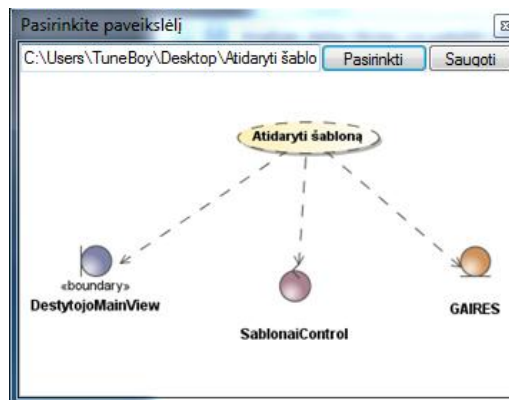 Pasirinkite paveikslėlį
C:\Users\TuneBoy\Desktop\Atidaryti šablo Pasirinkti Saugoti
Atidaryti šabloną
«boundary»
DestytojoMainView
SablonaiControl
GAIRES